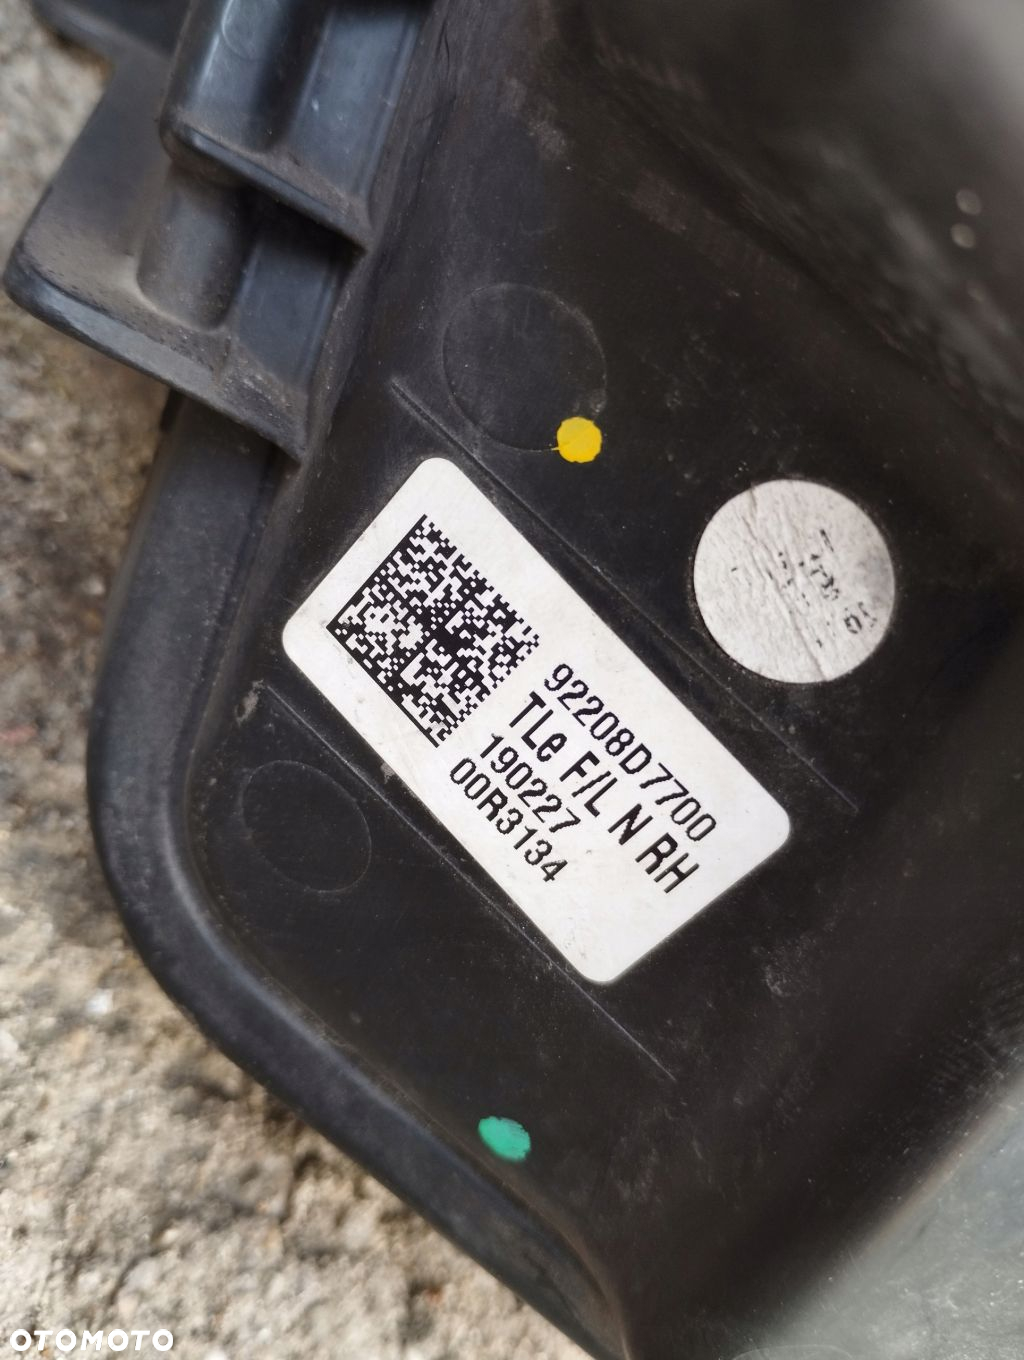 92208D7700
TLe F/L N RH
190227
00R3134
OTOMOTO